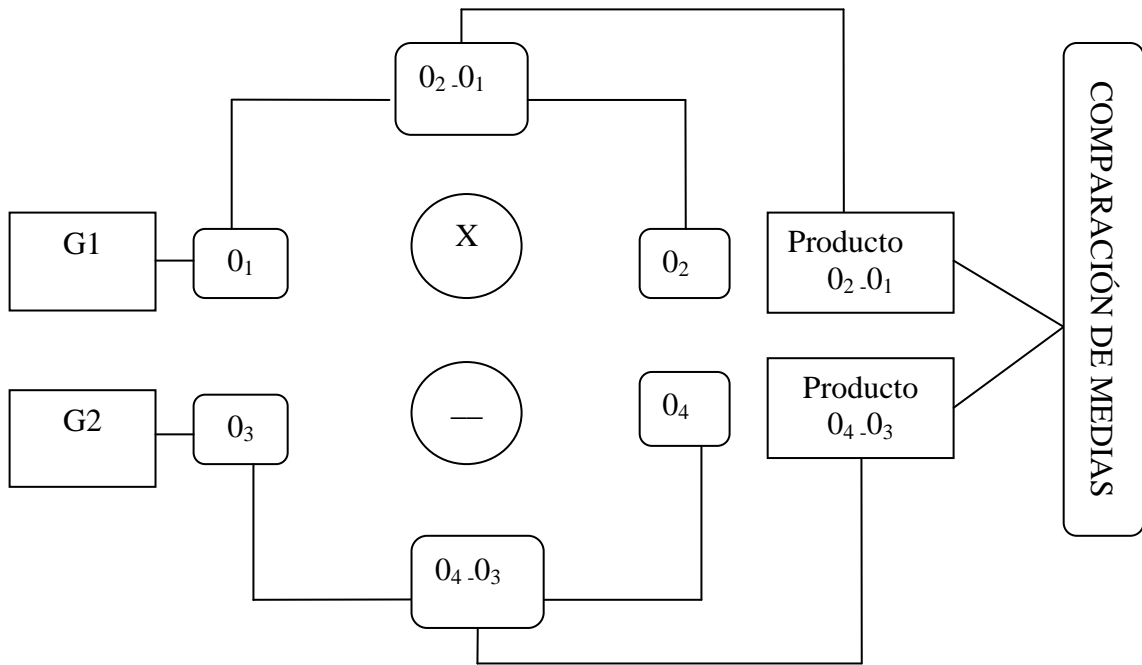 0₂ -0₁
G1
0₁
X
0₂
Producto
0₂ -0₁
G2
0₃
__
0₄
Producto
0₄ -0₃
0₄ -0₃
COMPARACIÓN DE MEDIAS